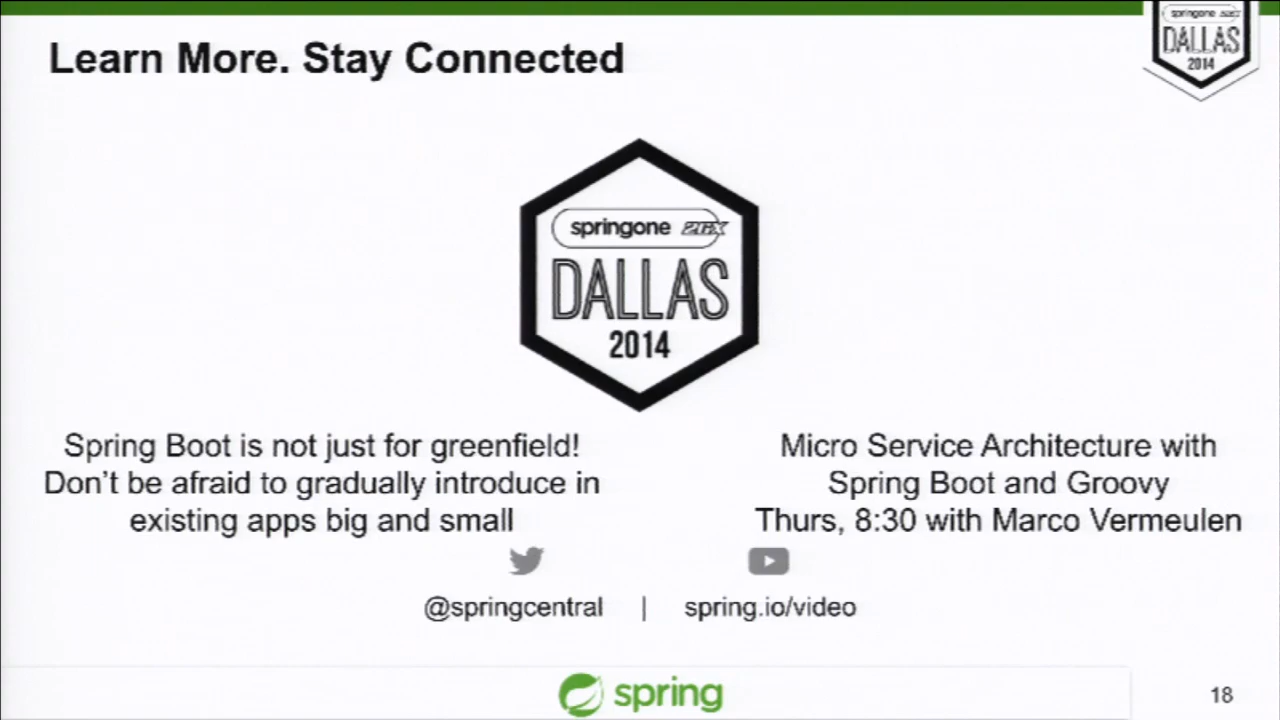 Learn More. Stay Connected
springone 2GX
DALLAS
2014
springone 2GX
DALLAS
2014
Spring Boot is not just for greenfield!
Don't be afraid to gradually introduce in
existing apps big and small
Micro Service Architecture with
Spring Boot and Groovy
Thurs, 8:30 with Marco Vermeulen
@springcentral | spring.io/video
spring
18